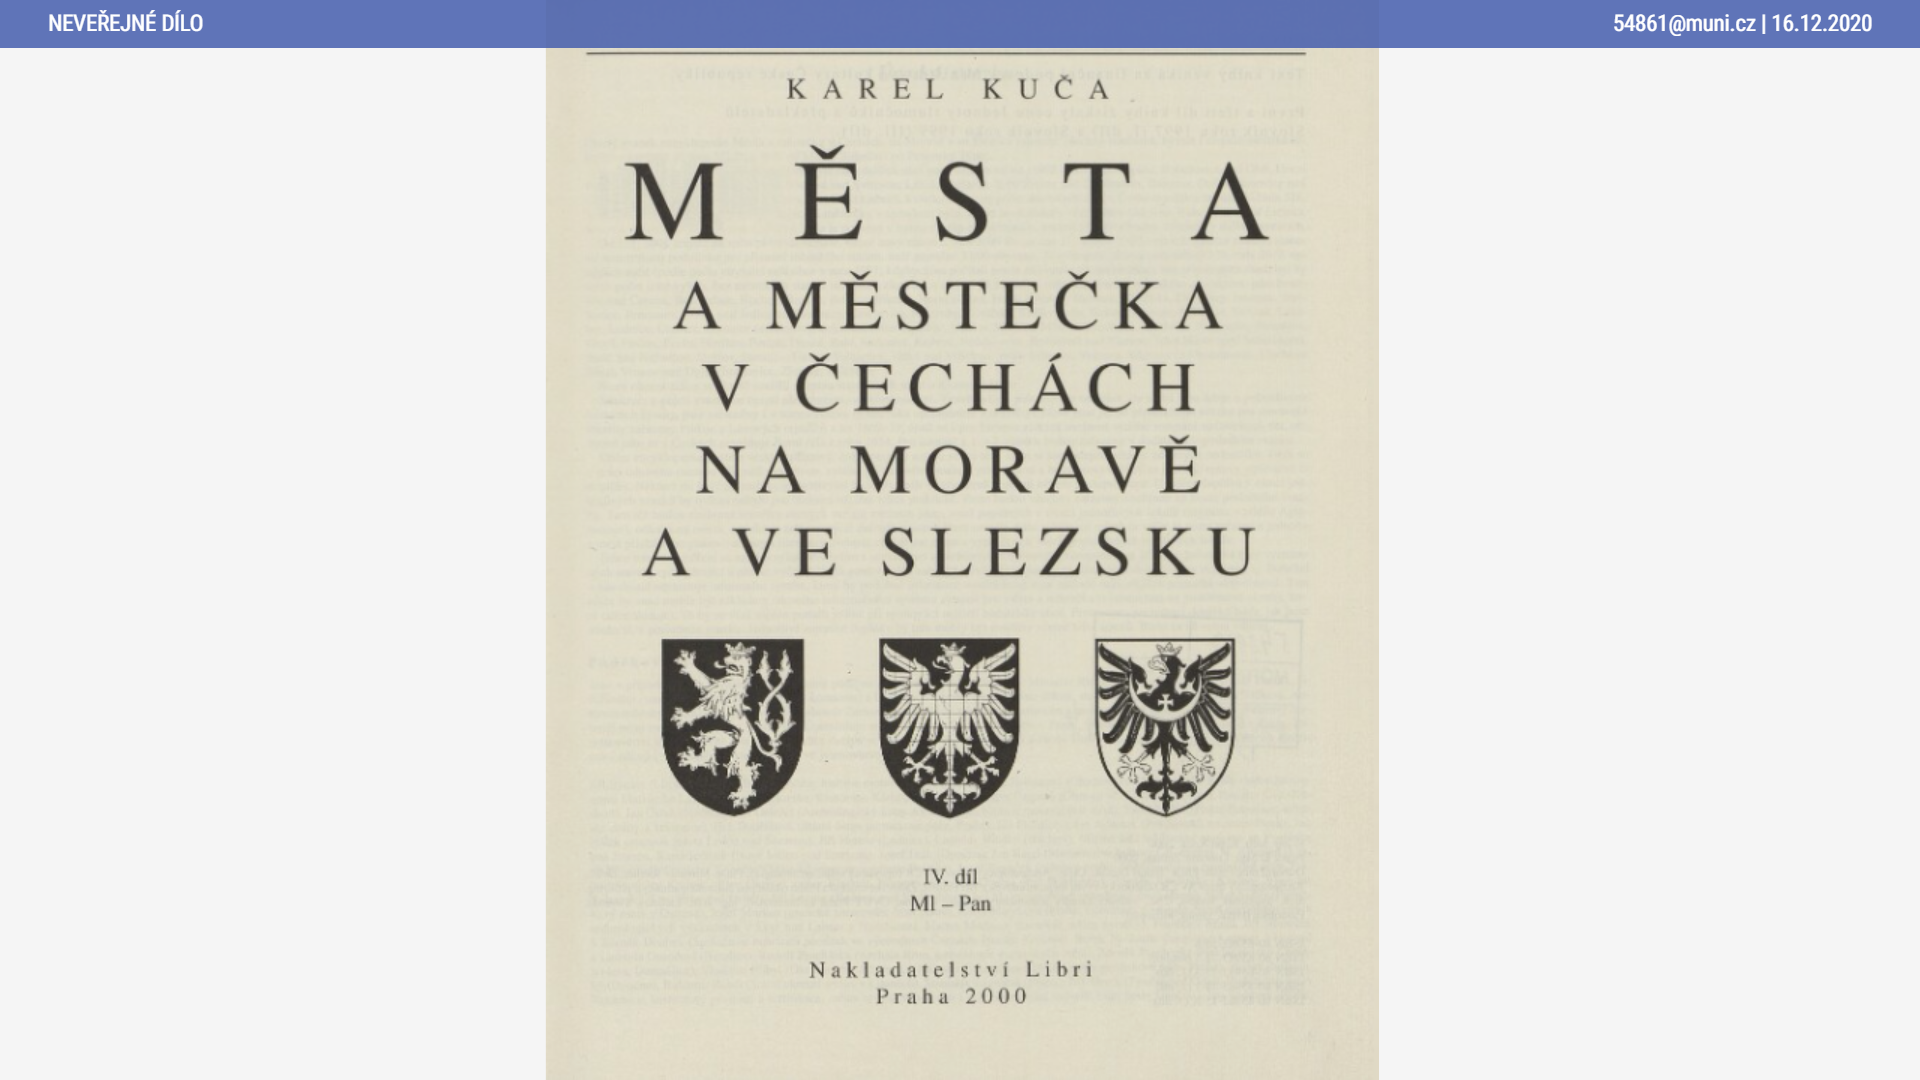 NEVEŘEJNÉ DÍLO
54861@muni.cz | 16.12.2020
KAREL KUČA
MĚSTA
A MĚSTEČKA
V ČECHÁCH
NA MORAVĚ
A VE SLEZSKU
IV. díl
Ml – Pan
Nakladatelství Libri
Praha 2000